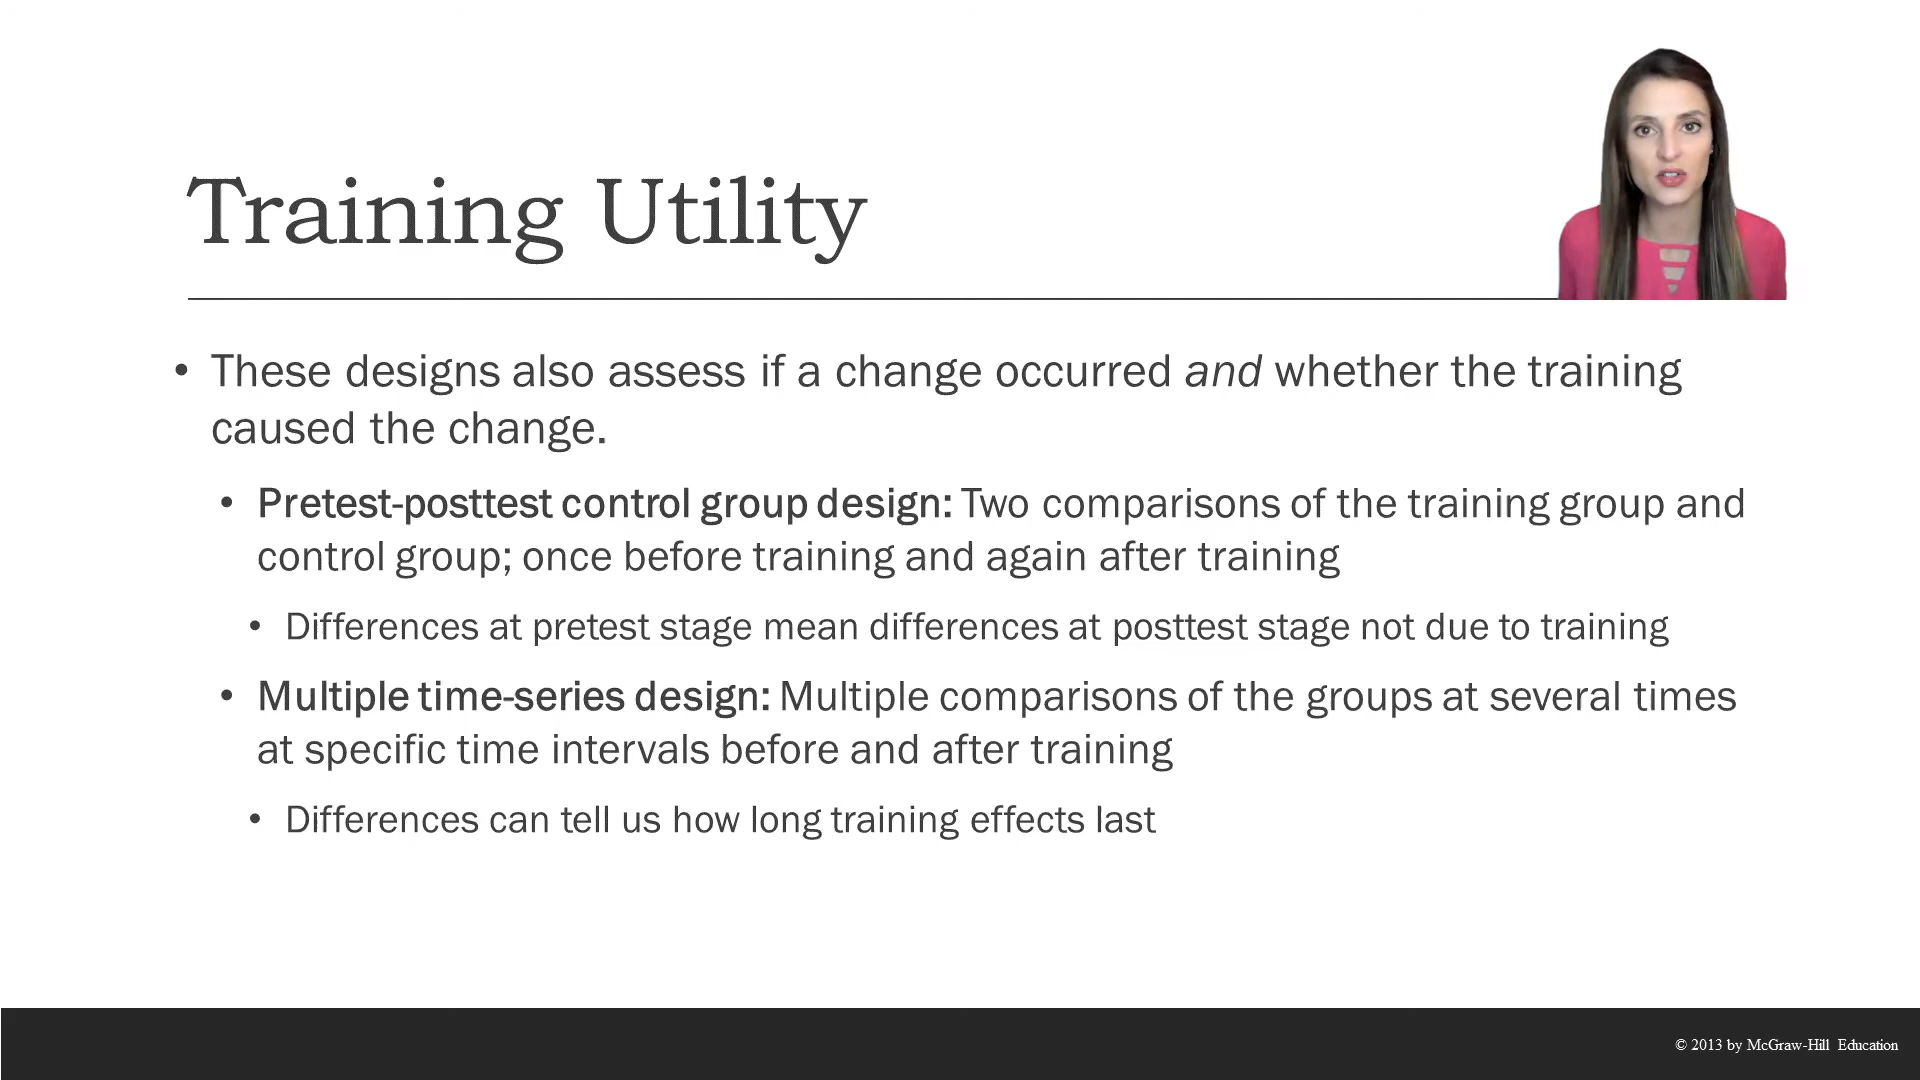 Training Utility
• These designs also assess if a change occurred and whether the training
caused the change.
• Pretest-posttest control group design: Two comparisons of the training group and
control group; once before training and again after training
• Differences at pretest stage mean differences at posttest stage not due to training
• Multiple time-series design: Multiple comparisons of the groups at several times
at specific time intervals before and after training
• Differences can tell us how long training effects last
© 2013 by McGraw-Hill Education